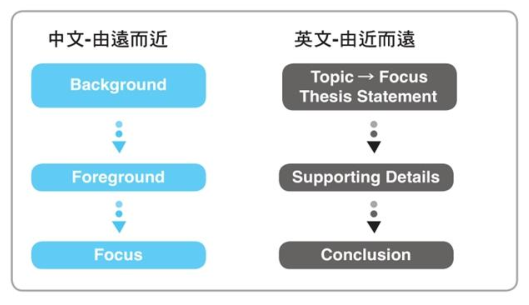 中文-由遠而近
Background
Foreground
Focus
英文-由近而遠
Topic → Focus
Thesis Statement
Supporting Details
Conclusion